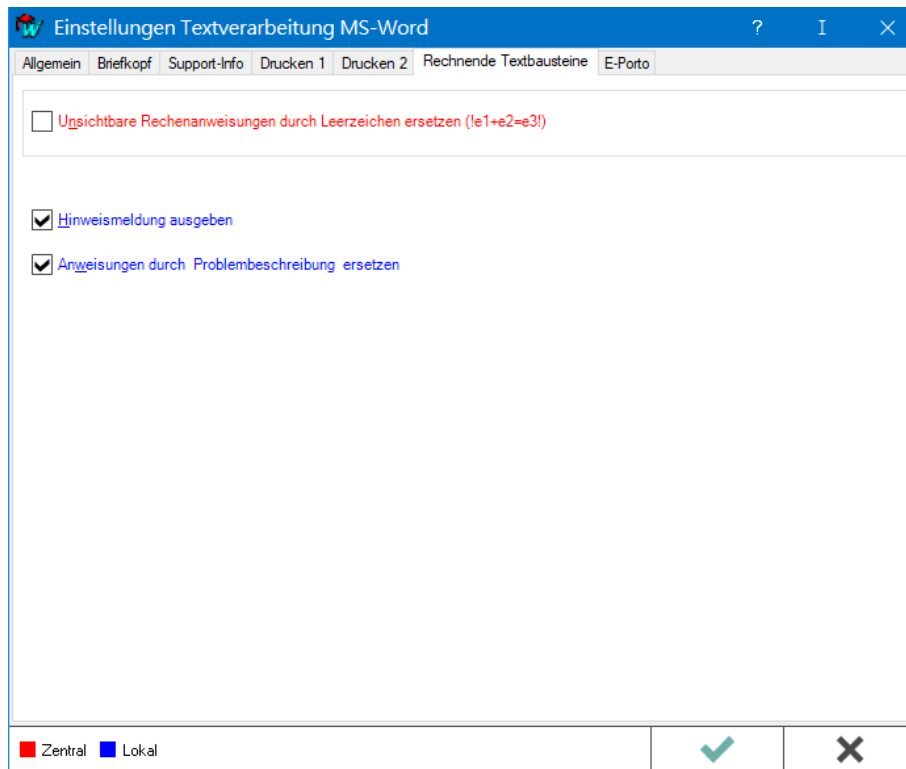 Einstellungen Textverarbeitung MS-Word ? I
Allgemein Briefkopf Support-Info Drucken 1 Drucken 2 Rechnende Textbausteine E-Porto
Unsichtbare Rechenanweisungen durch Leerzeichen ersetzen (!e1+e2=e3!)
Hinweismeldung ausgeben
Anweisungen durch Problembeschreibung ersetzen
Zentral Lokal